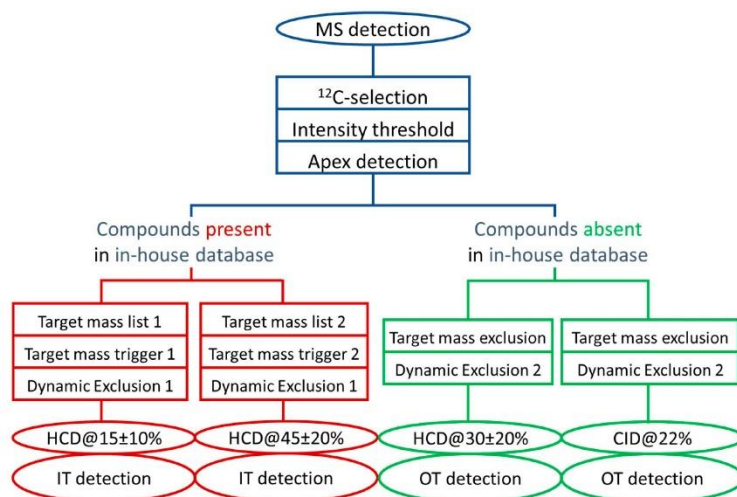 MS detection
¹²C-selection
Intensity threshold
Apex detection
Compounds present
in in-house database
Compounds absent
in in-house database
Target mass list 1
Target mass trigger 1
Dynamic Exclusion 1
HCD@15±10%
IT detection
Target mass list 2
Target mass trigger 2
Dynamic Exclusion 1
HCD@45±20%
IT detection
Target mass exclusion
Dynamic Exclusion 2
HCD@30±20%
OT detection
Target mass exclusion
Dynamic Exclusion 2
CID@22%
OT detection